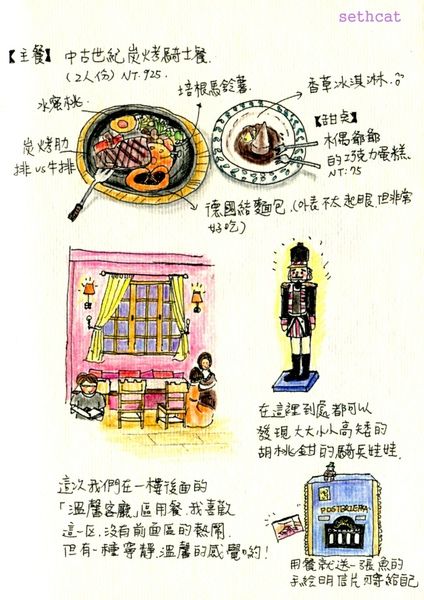 sethcat
【主餐】中古世紀炭烤騎士餐.
(2人份) NT.925.
水蜜桃.
培根馬鈴薯.
香草冰淇淋.
炭烤肋
排 vs 牛排
【甜点】
木偶爺爺
的巧克力蛋糕.
NT:75
德國結麵包.(外表不太起眼,但非常
好吃)
在這裡到處都可以
發現大大小小高矮的
胡桃鉗的騎兵娃娃.
這次我們在一樓後面的
「溫馨客廳」區用餐.我喜歡
這一区,沒有前面區的熱鬧.
但有一種寧靜.溫馨的感覺喲!
用餐就送一張
手绘明信片可寄給自己